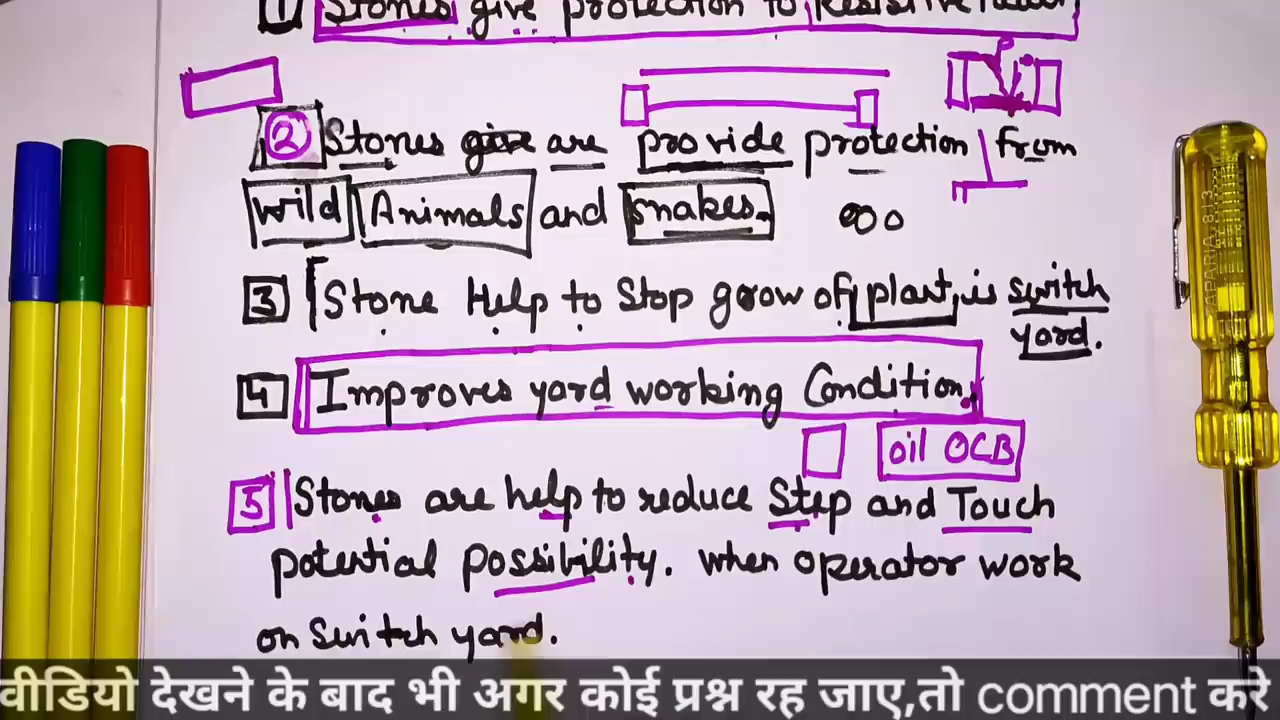 1 Stones give protection to Resistive
2 Stones give are provide protection from
wild Animals and snakes.
3 Stone Help to Stop grow of plant is switch
yard.
4 Improves yard working Condition.
oil OCB
5 Stones are help to reduce Step and Touch
potential possibility. when operator work
on Switch yard.
TAPARIA 813
वीडियो देखने के बाद भी अगर कोई प्रश्न रह जाए,तो comment करे